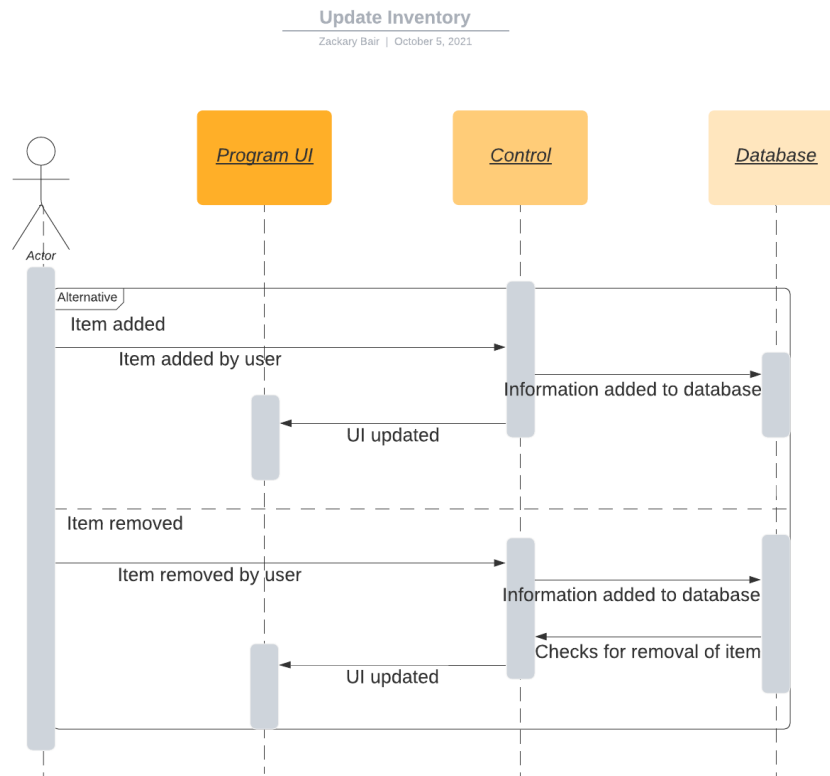 Update Inventory
Zackary Bair | October 5, 2021
Program UI
Control
Database
Actor
Alternative
Item added
Item added by user
Information added to database
UI updated
Item removed
Item removed by user
Information added to database
Checks for removal of item
UI updated